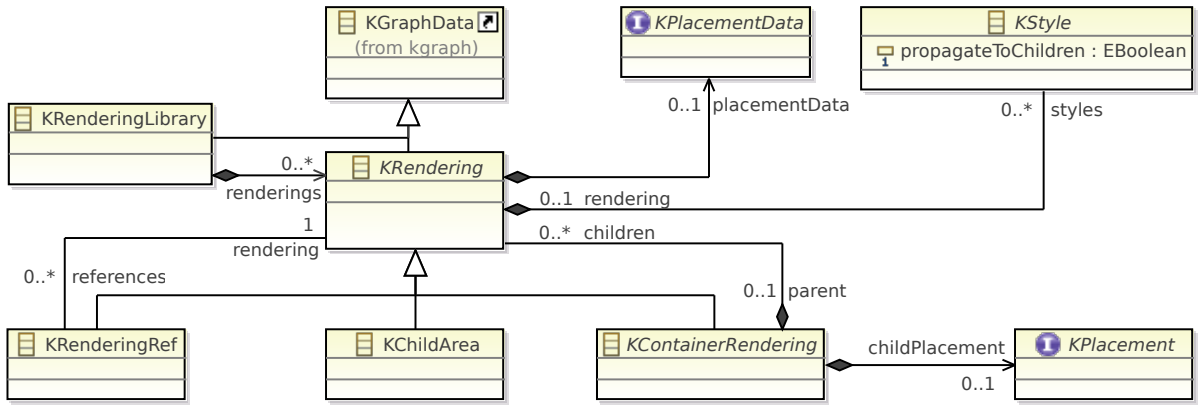 KGraphData
(from kgraph)
KPlacementData
KStyle
propagateToChildren : EBoolean
1
KRenderingLibrary
0..1 placementData
0..* styles
0..*
renderings
KRendering
0..1 rendering
1
rendering
0..* children
0..* references
0..1 parent
KRenderingRef
KChildArea
KContainerRendering
childPlacement
0..1
KPlacement